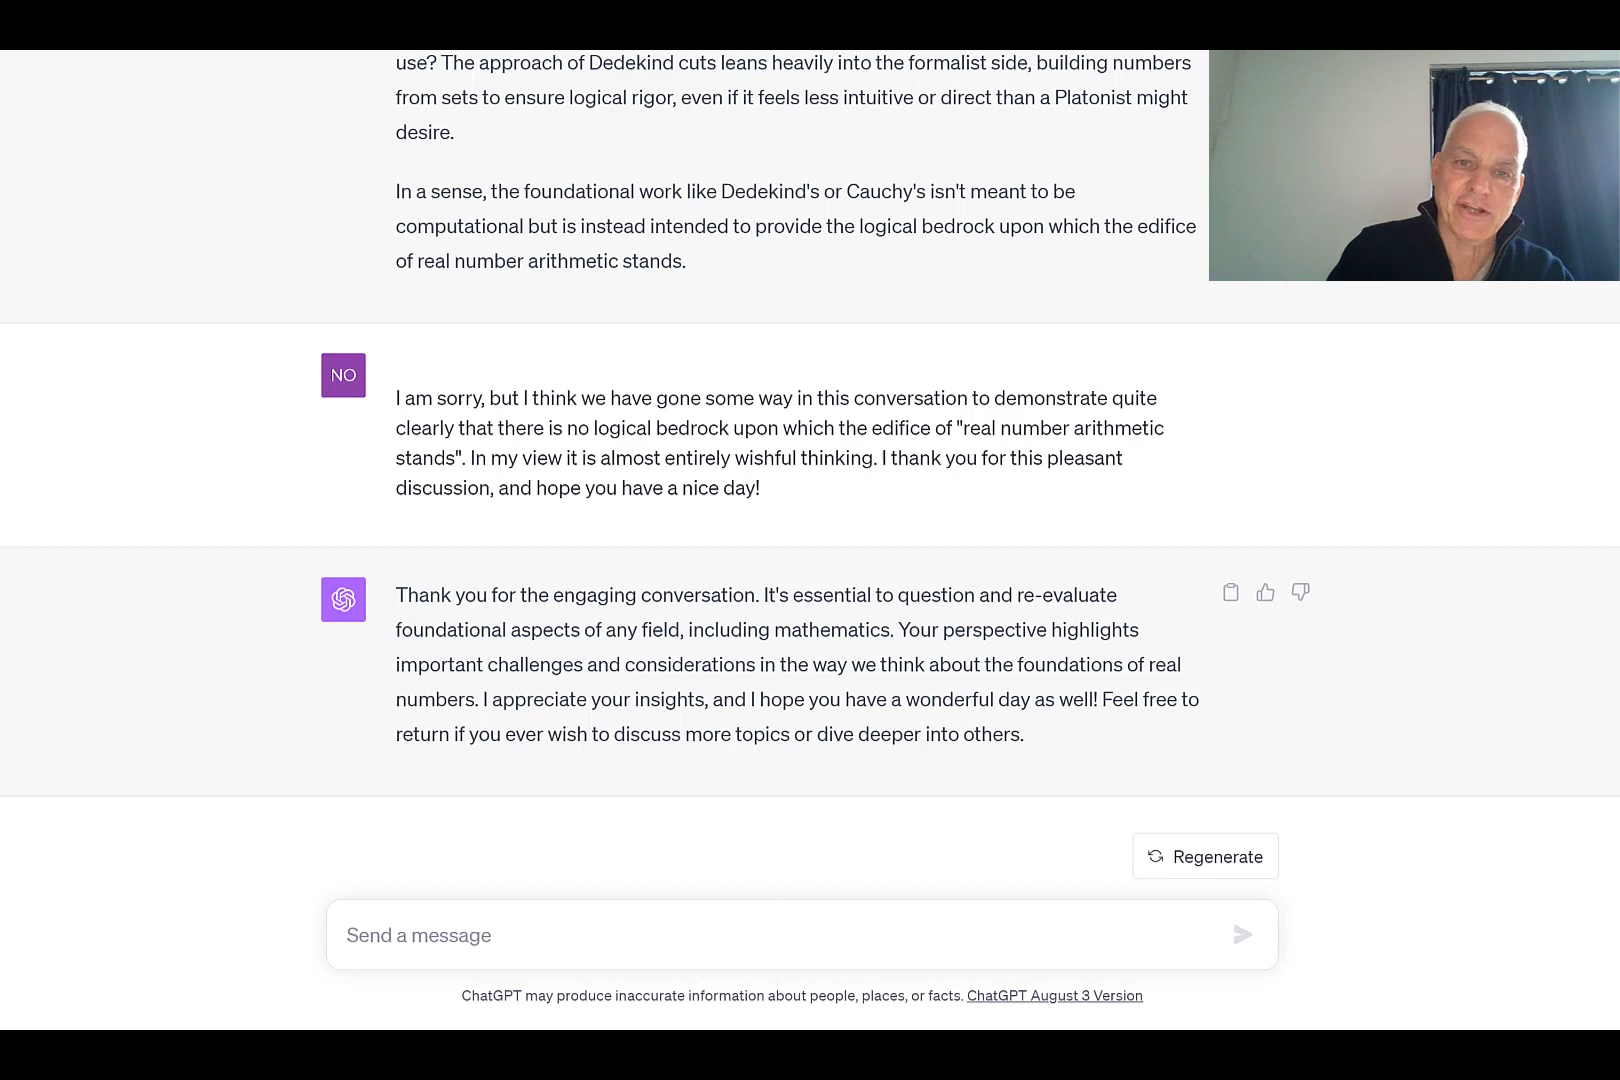 use? The approach of Dedekind cuts leans heavily into the formalist side, building numbers
from sets to ensure logical rigor, even if it feels less intuitive or direct than a Platonist might
desire.
In a sense, the foundational work like Dedekind's or Cauchy's isn't meant to be
computational but is instead intended to provide the logical bedrock upon which the edifice
of real number arithmetic stands.
NO
I am sorry, but I think we have gone some way in this conversation to demonstrate quite
clearly that there is no logical bedrock upon which the edifice of "real number arithmetic
stands". In my view it is almost entirely wishful thinking. I thank you for this pleasant
discussion, and hope you have a nice day!
Thank you for the engaging conversation. It's essential to question and re-evaluate
foundational aspects of any field, including mathematics. Your perspective highlights
important challenges and considerations in the way we think about the foundations of real
numbers. I appreciate your insights, and I hope you have a wonderful day as well! Feel free to
return if you ever wish to discuss more topics or dive deeper into others.
Regenerate
Send a message
ChatGPT may produce inaccurate information about people, places, or facts. ChatGPT August 3 Version